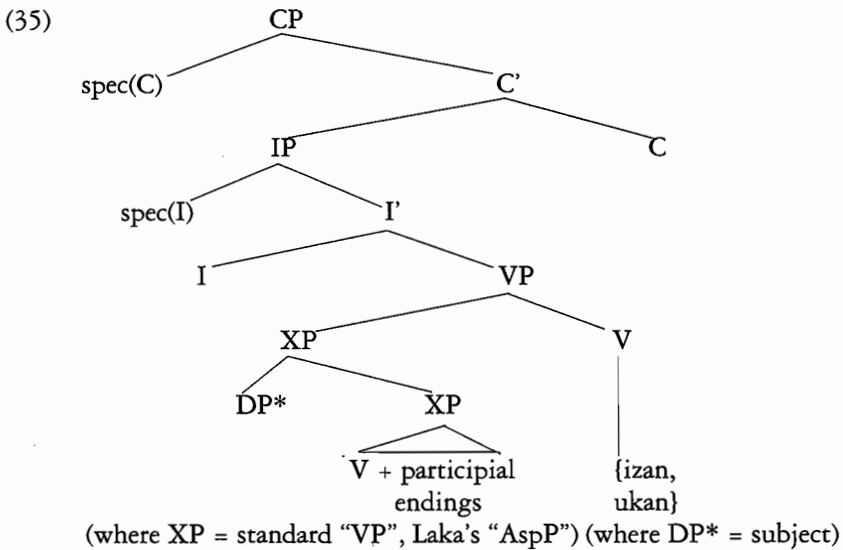 (35) CP
spec(C) C'
IP C
spec(I) I'
I VP
XP V
DP* XP
V + participial {izan,
endings ukan}
(where XP = standard “VP”, Laka's “AspP”) (where DP* = subject)